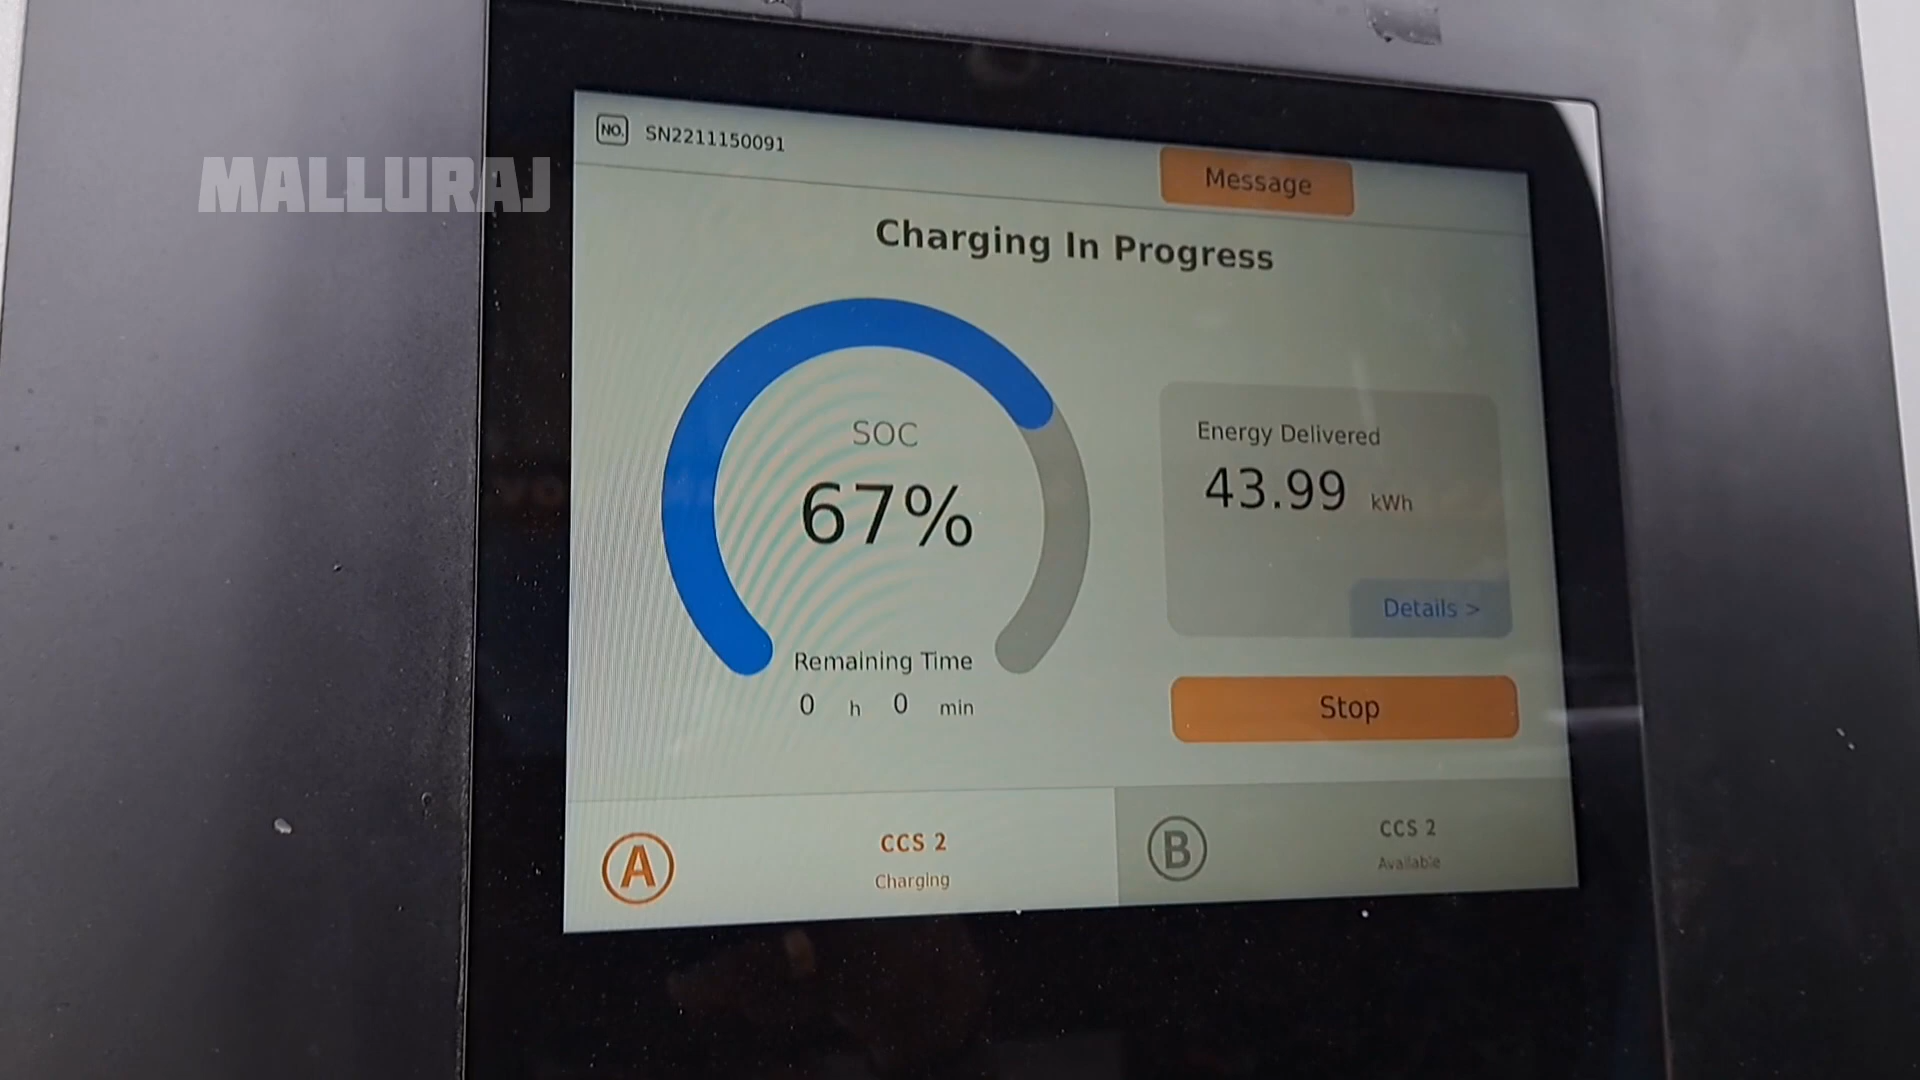 NO. SN2211150091
MALLURAJ
Message
Charging In Progress
SOC
67%
Remaining Time
0 h 0 min
Energy Delivered
43.99 kWh
Details >
Stop
A
CCS 2
Charging
B
CCS 2
Available